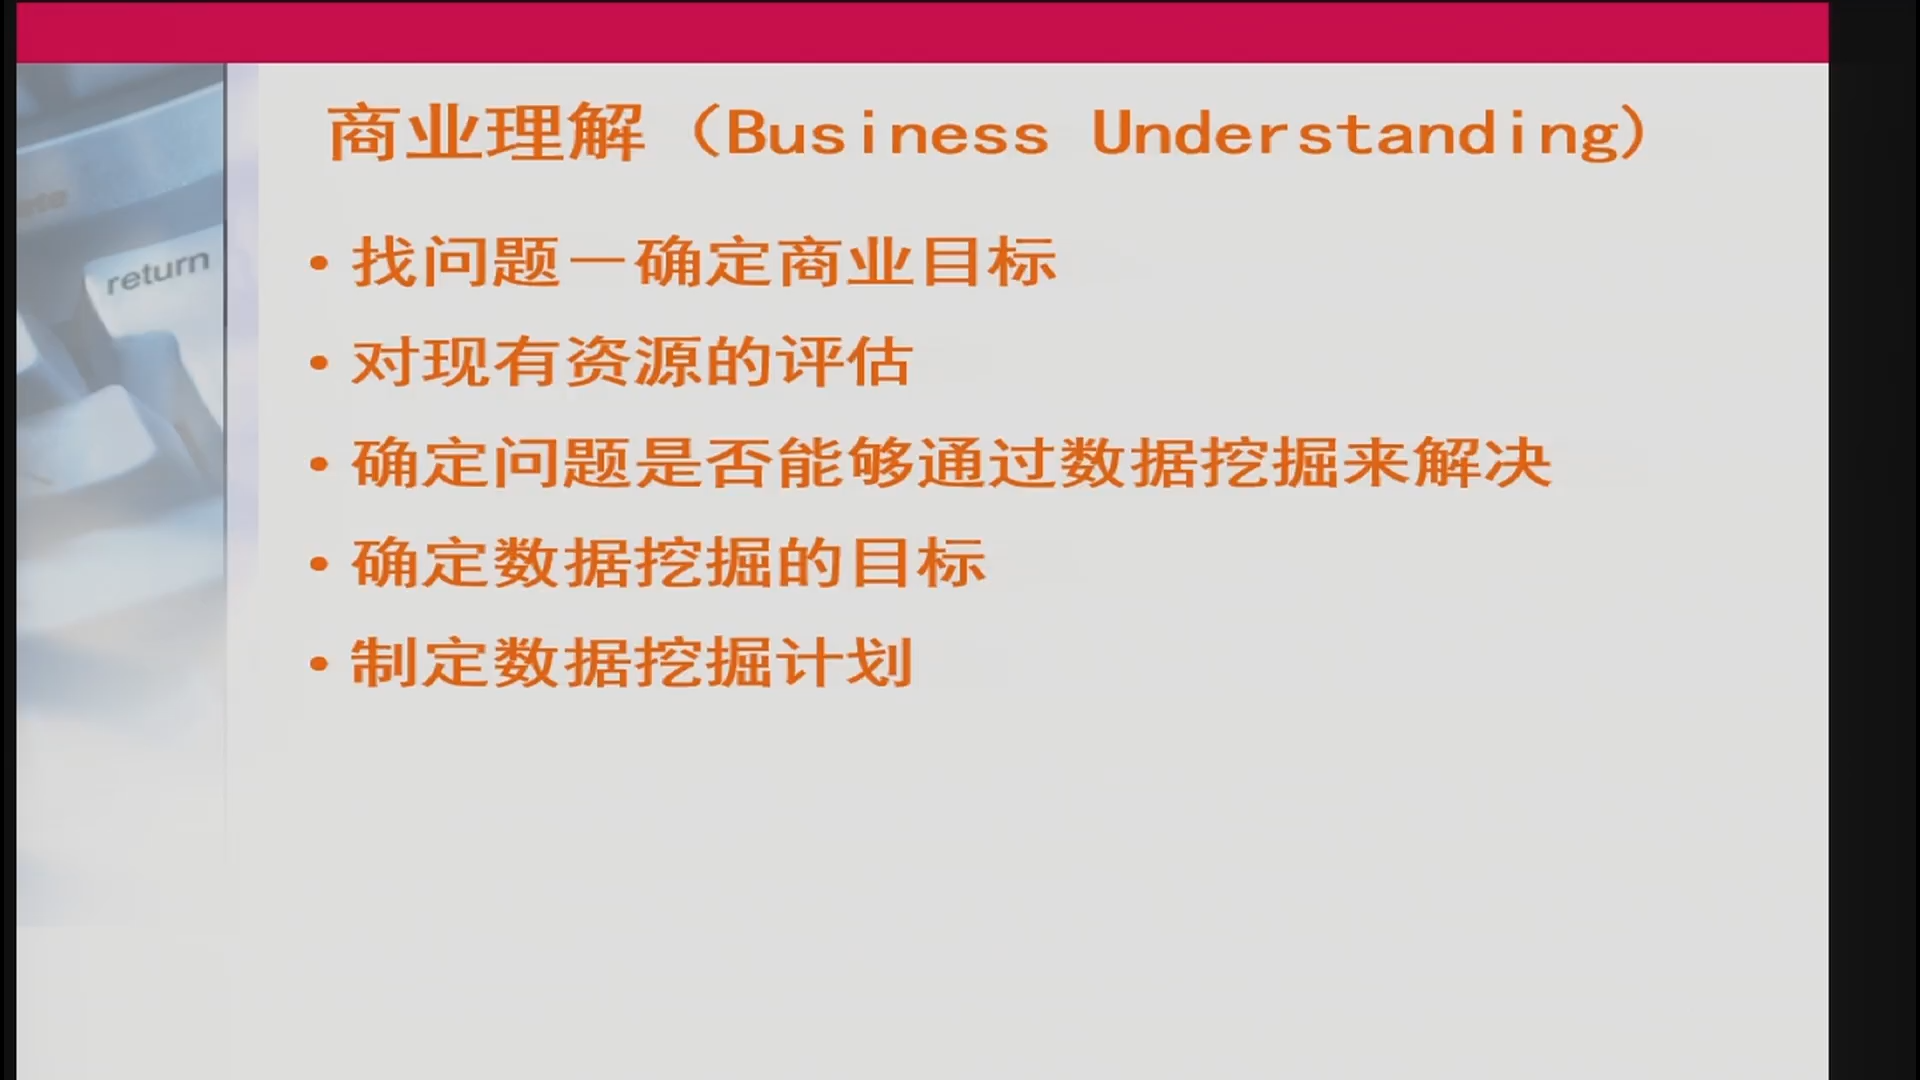 商业理解（Business Understanding）
return
• 找问题－确定商业目标
• 对现有资源的评估
• 确定问题是否能够通过数据挖掘来解决
• 确定数据挖掘的目标
• 制定数据挖掘计划